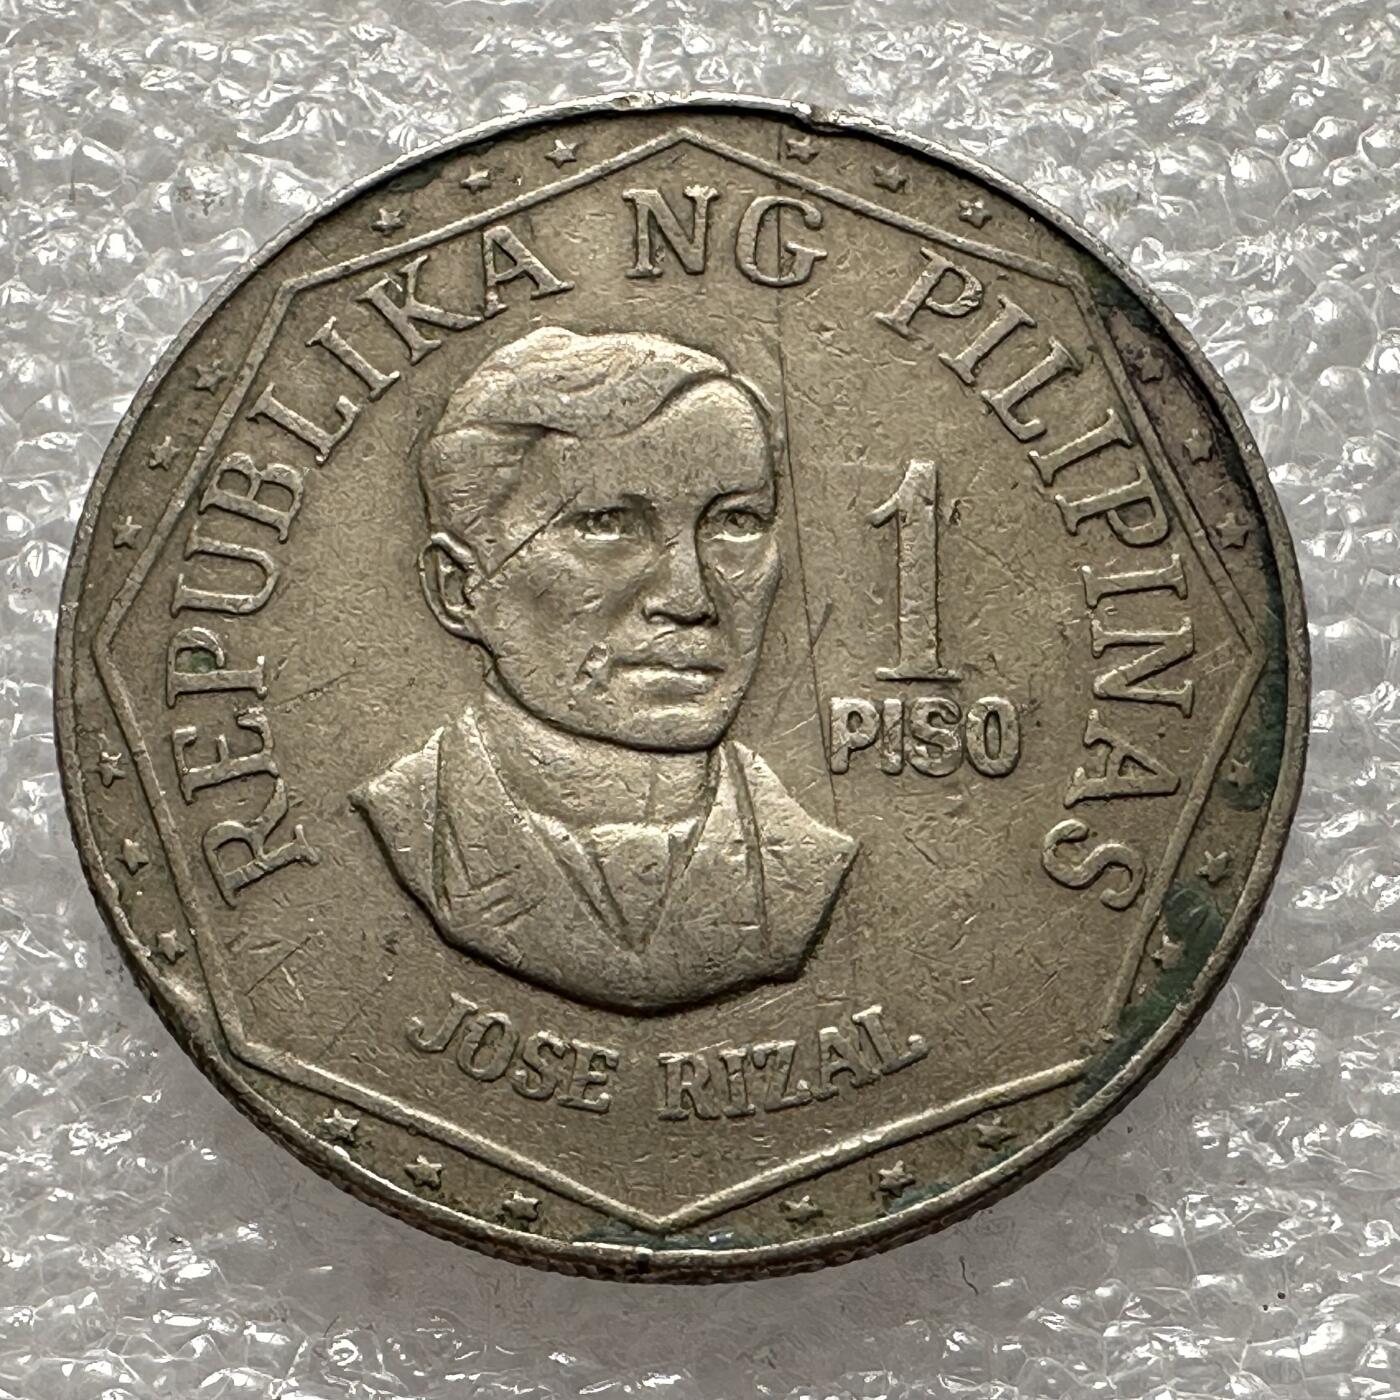 REPUBLIKA NG PILIPINAS
1
PISO
JOSE RIZAL